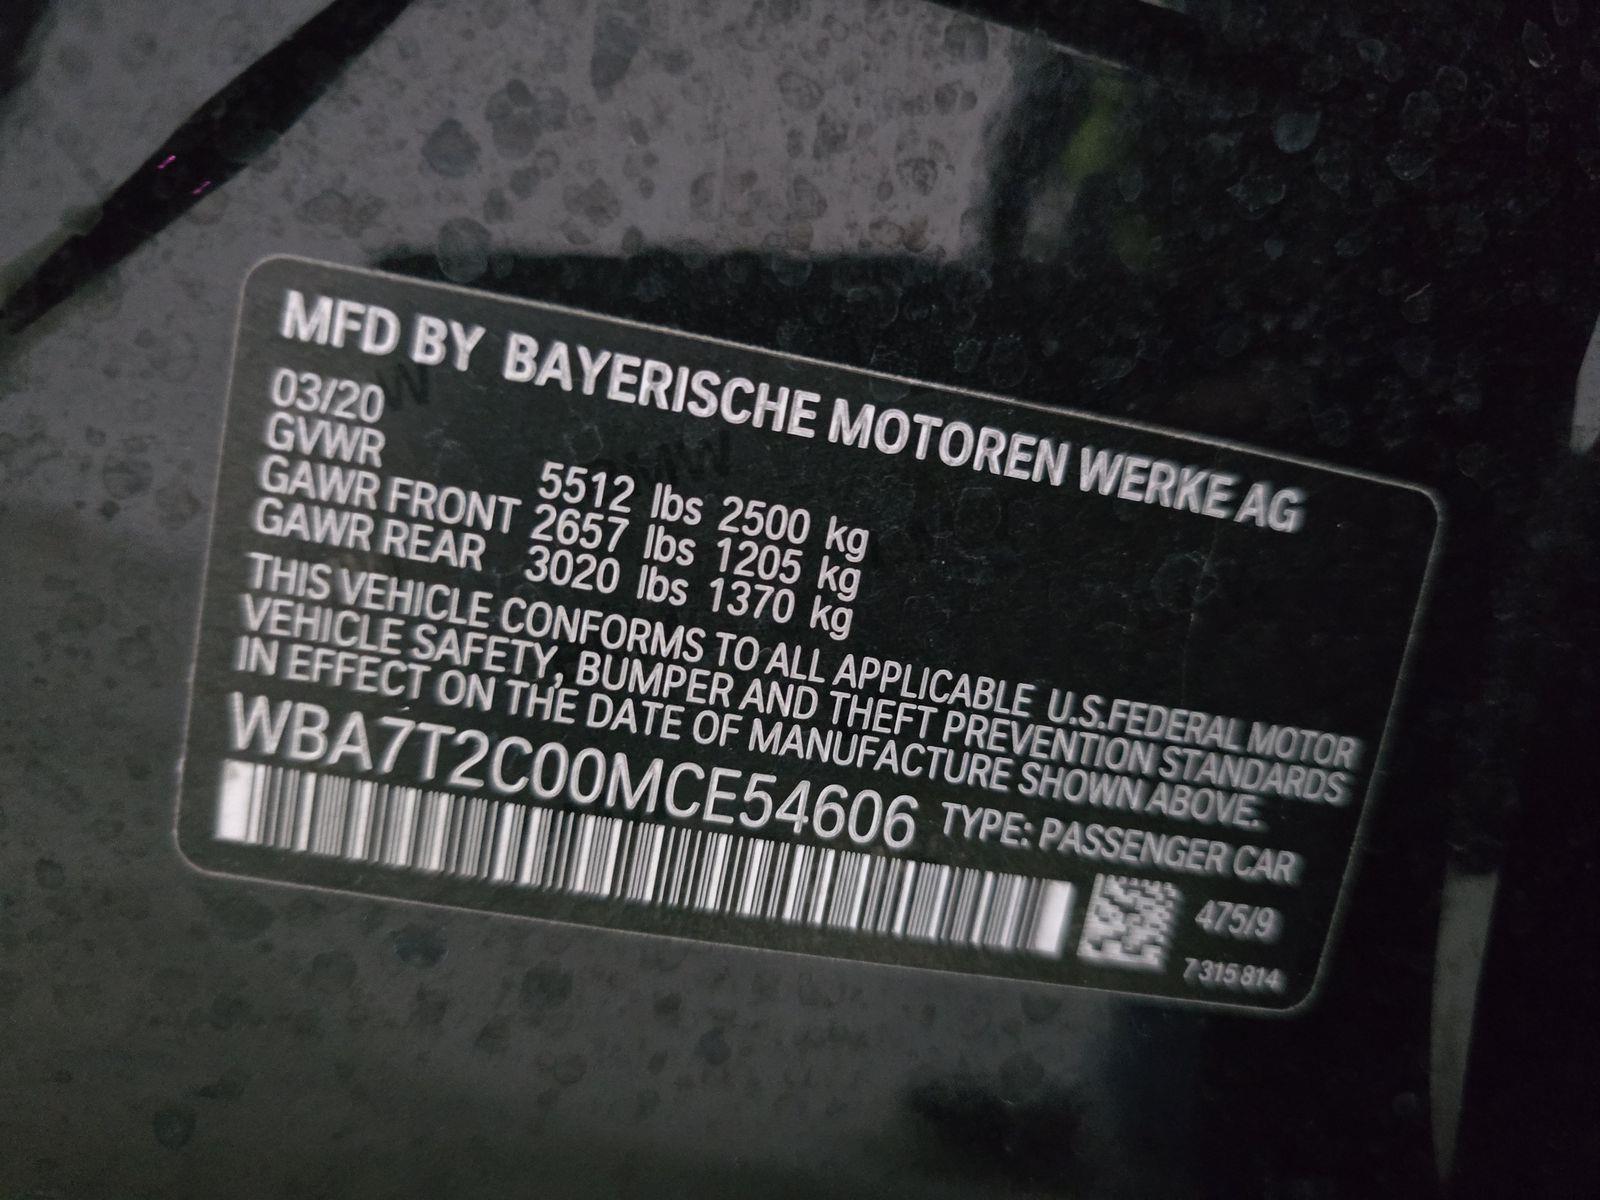 MFD BY BAYERISCHE MOTOREN WERKE AG
03/20
GVWR 5512 lbs 2500 kg
GAWR FRONT 2657 lbs 1205 kg
GAWR REAR 3020 lbs 1370 kg
THIS VEHICLE CONFORMS TO ALL APPLICABLE U.S.FEDERAL MOTOR
VEHICLE SAFETY, BUMPER AND THEFT PREVENTION STANDARDS
IN EFFECT ON THE DATE OF MANUFACTURE SHOWN ABOVE.
WBA7T2C00MCE54606 TYPE: PASSENGER CAR
475/9
7 315 814